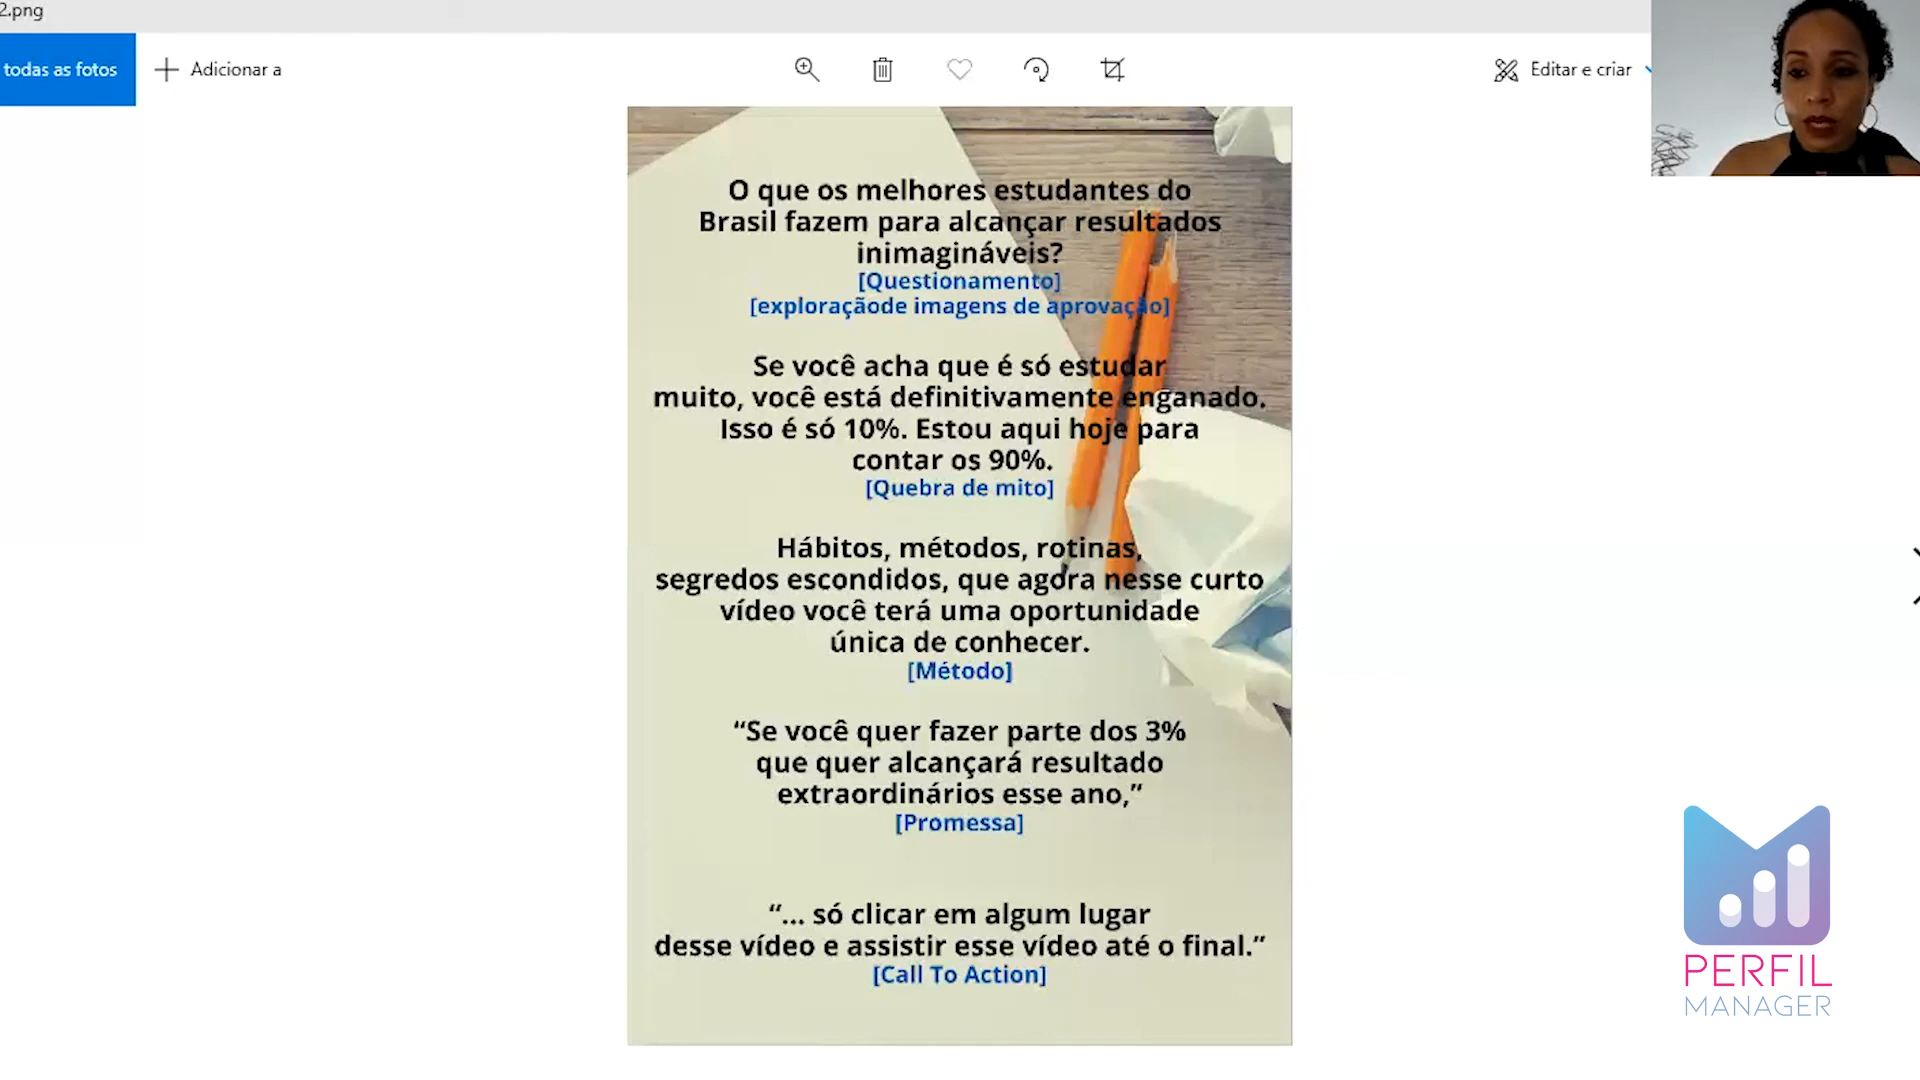 2.png
todas as fotos
Adicionar a
Editar e criar
O que os melhores estudantes do
Brasil fazem para alcançar resultados
inimagináveis?
[Questionamento]
[exploraçãode imagens de aprovação]
Se você acha que é só estudar
muito, você está definitivamente enganado.
Isso é só 10%. Estou aqui hoje para
contar os 90%.
[Quebra de mito]
Hábitos, métodos, rotinas,
segredos escondidos, que agora nesse curto
vídeo você terá uma oportunidade
única de conhecer.
[Método]
“Se você quer fazer parte dos 3%
que quer alcançará resultado
extraordinários esse ano,”
[Promessa]
“... só clicar em algum lugar
desse vídeo e assistir esse vídeo até o final.”
[Call To Action]
PERFIL
MANAGER